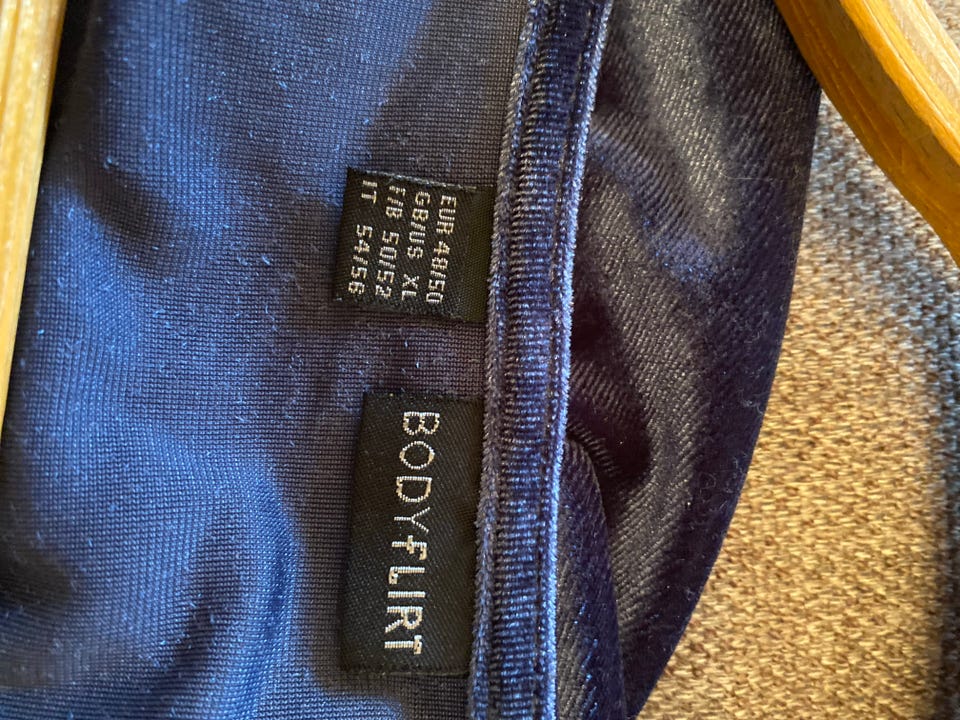 EUR 48/50
GB/US XL
F/B 50/52
IT 54/56
BODYFLIRT